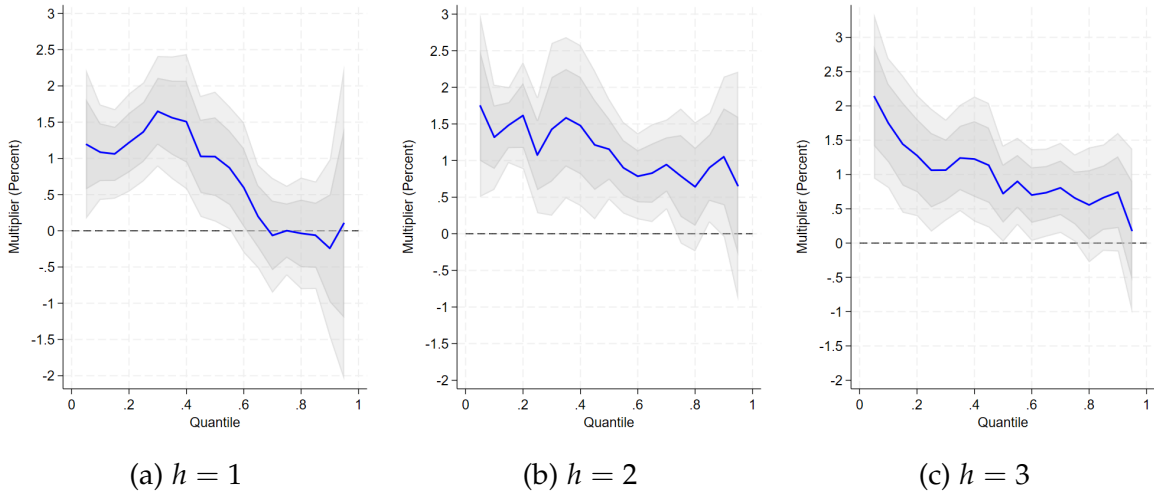 3
2.5
2
1.5
1
.5
0
-.5
-1
-1.5
-2
Multiplier (Percent)
0 .2 .4 .6 .8 1
Quantile
(a) h = 1
3
2.5
2
1.5
1
.5
0
-.5
-1
-1.5
-2
Multiplier (Percent)
0 .2 .4 .6 .8 1
Quantile
(b) h = 2
3
2.5
2
1.5
1
.5
0
-.5
-1
-1.5
-2
Multiplier (Percent)
0 .2 .4 .6 .8 1
Quantile
(c) h = 3